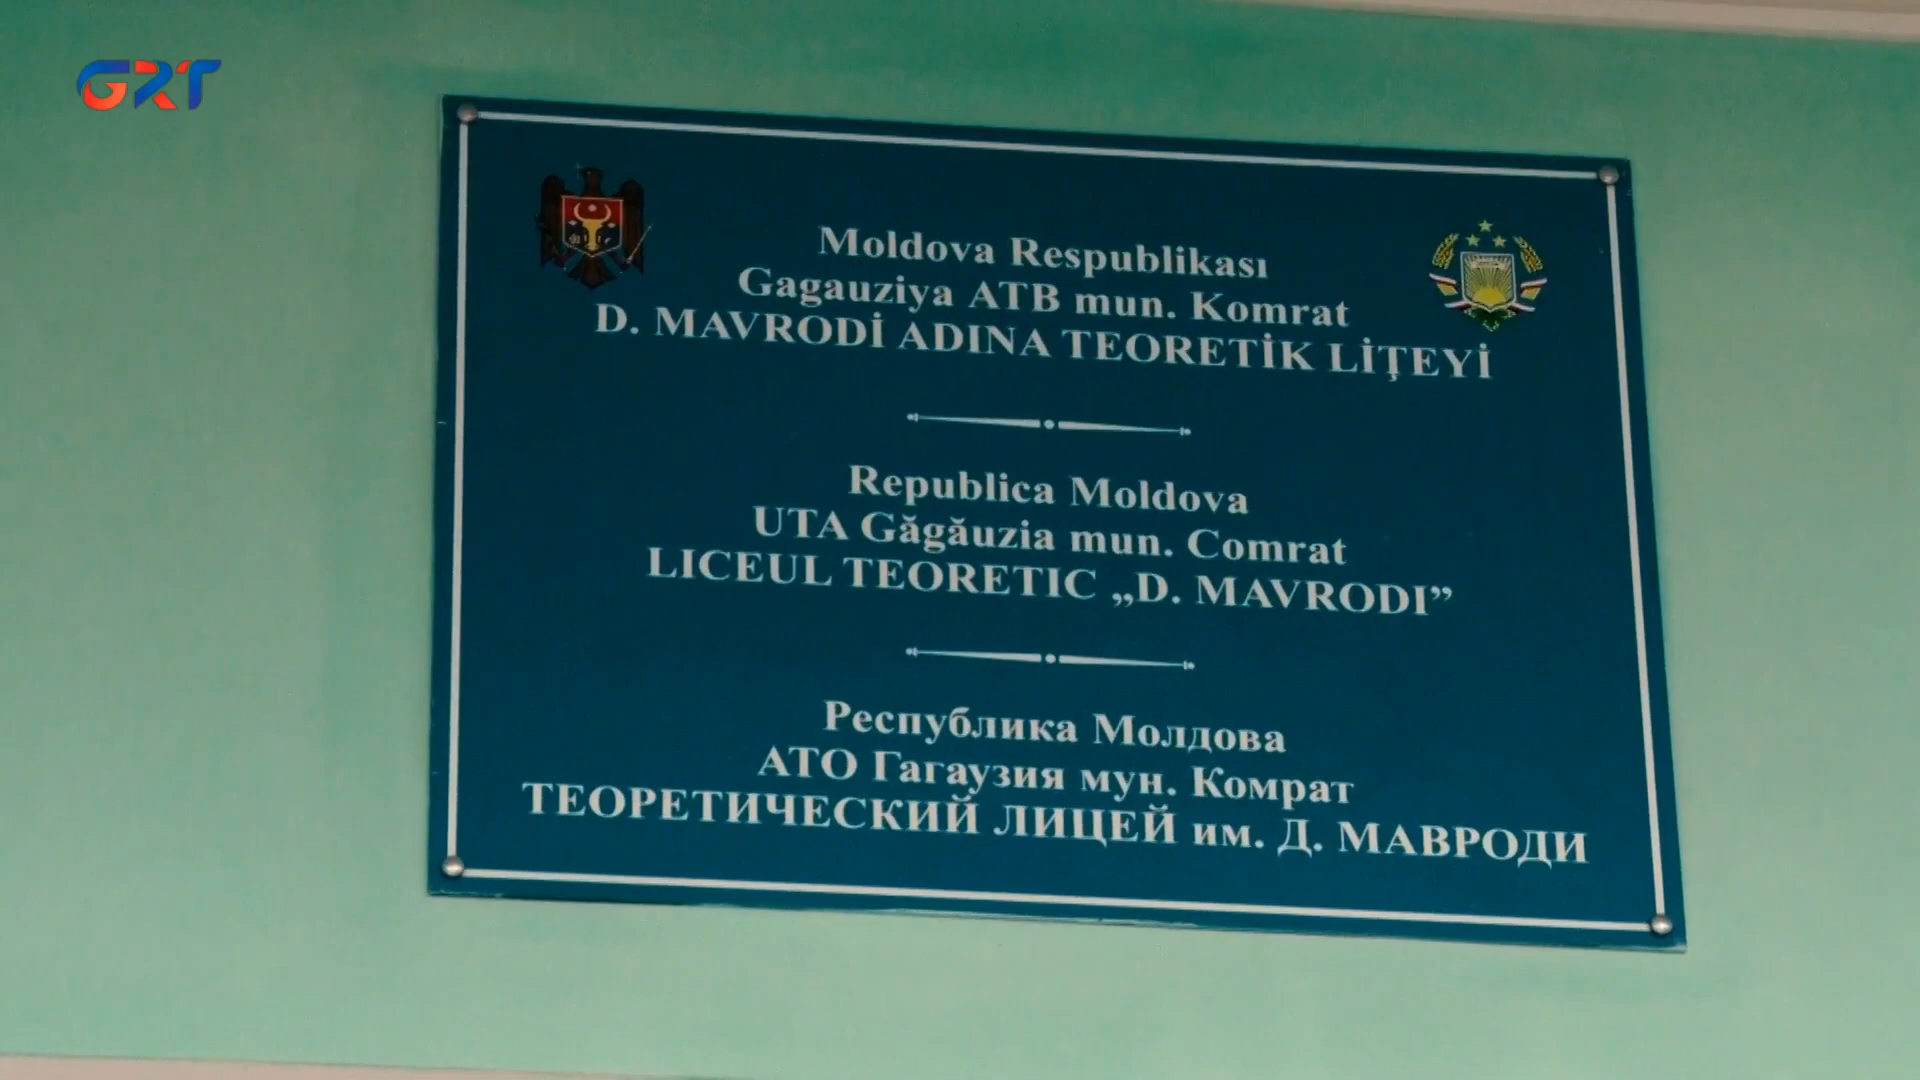 GRT
Moldova Respublikası
Gagauziya ATB mun. Komrat
D. MAVRODİ ADINA TEORETİK LİŢEYİ
Republica Moldova
UTA Găgăuzia mun. Comrat
LICEUL TEORETIC „D. MAVRODI”
Республика Молдова
АТО Гагаузия мун. Комрат
ТЕОРЕТИЧЕСКИЙ ЛИЦЕЙ им. Д. МАВРОДИ